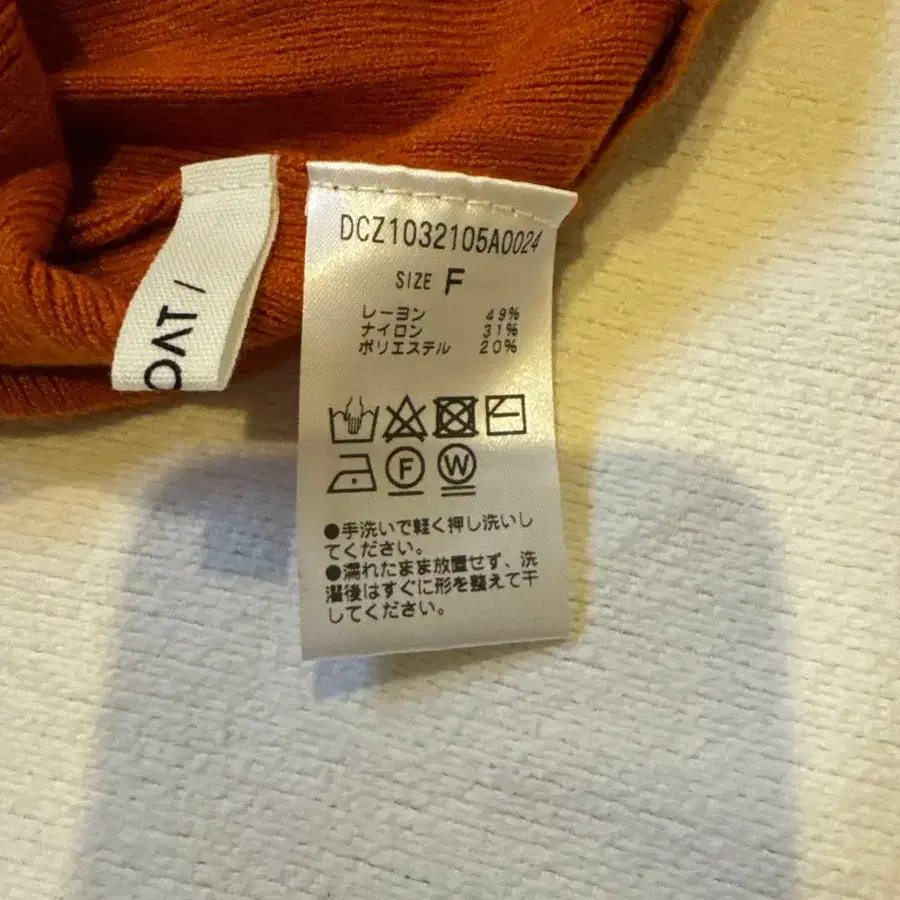 OAT /
DCZ1032105A0024
SIZE F
レーヨン 49%
ナイロン 31%
ポリエステル 20%
F W
●手洗いで軽く押し洗いし
てください。
●濡れたまま放置せず、洗
濯後はすぐに形を整えて干
してください。